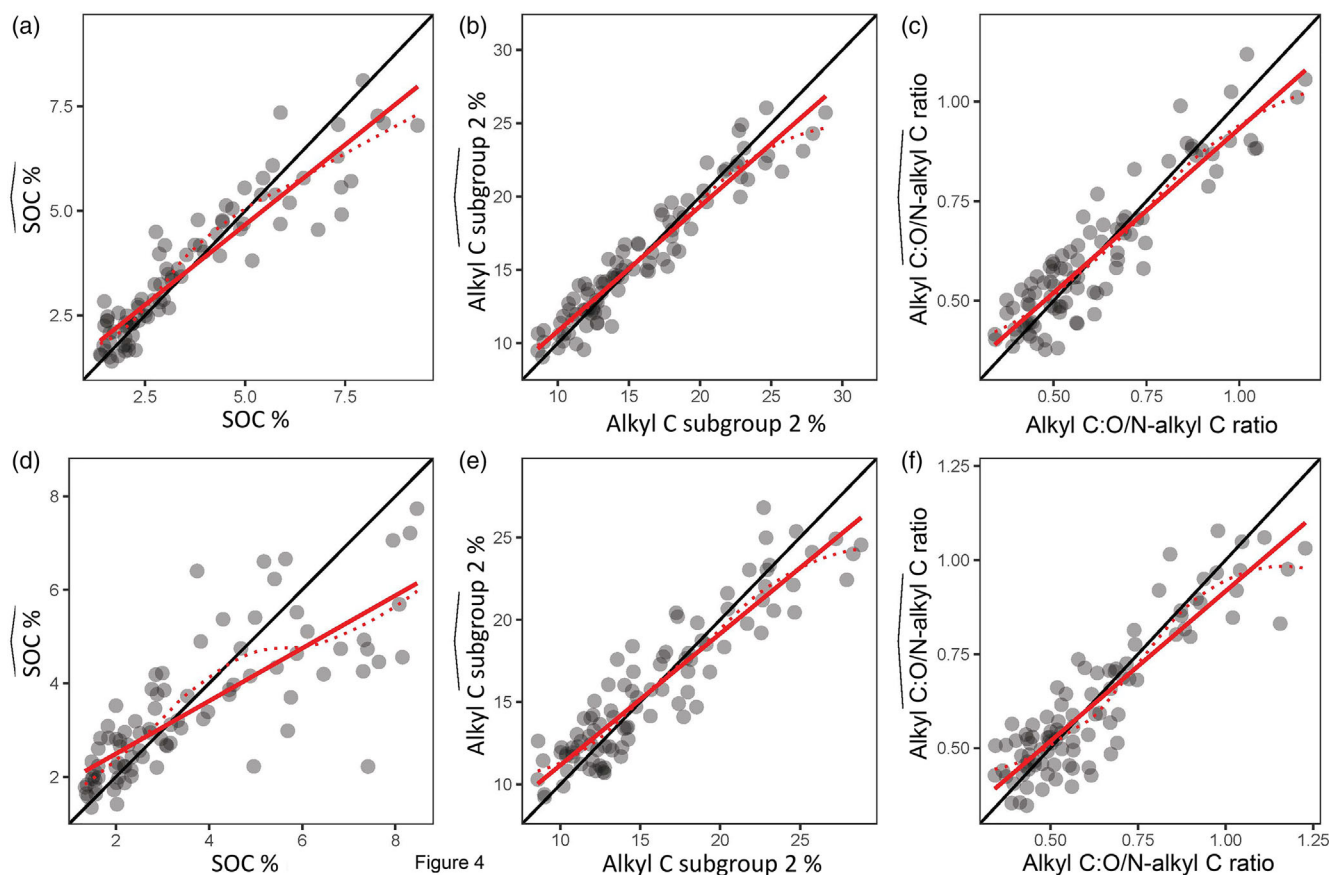 (a)
SOC %
7.5
5.0
2.5
2.5
5.0
7.5
SOC %
(b)
Alkyl C subgroup 2 %
30
25
20
15
10
10
15
20
25
30
Alkyl C subgroup 2 %
(c)
Alkyl C:O/N-alkyl C ratio
1.00
0.75
0.50
0.50
0.75
1.00
Alkyl C:O/N-alkyl C ratio
(d)
SOC %
8
6
4
2
2
4
6
8
SOC %
(e)
Alkyl C subgroup 2 %
25
20
15
10
10
15
20
25
Alkyl C subgroup 2 %
(f)
Alkyl C:O/N-alkyl C ratio
1.25
1.00
0.75
0.50
0.50
0.75
1.00
1.25
Alkyl C:O/N-alkyl C ratio
Figure 4